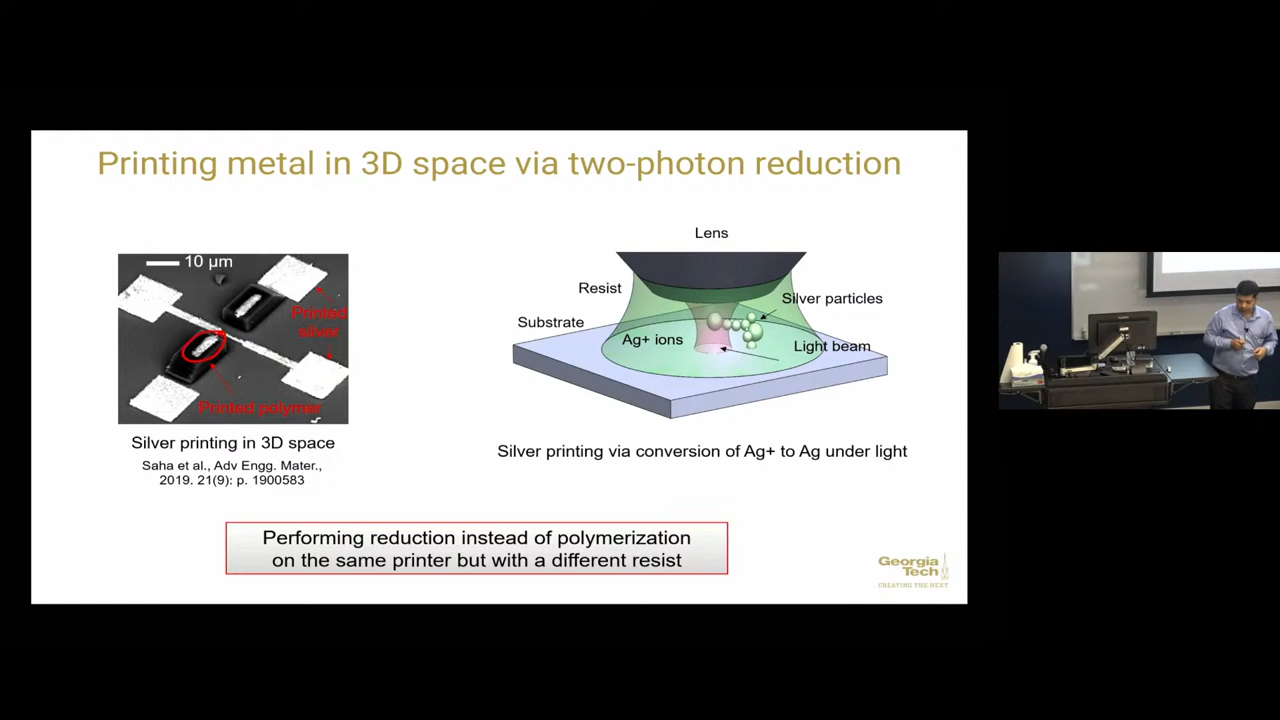 Printing metal in 3D space via two-photon reduction
10 µm
Printed
silver
Printed polymer
Silver printing in 3D space
Saha et al., Adv Engg. Mater.,
2019. 21(9): p. 1900583
Lens
Resist
Silver particles
Substrate
Ag+ ions
Light beam
Silver printing via conversion of Ag+ to Ag under light
Performing reduction instead of polymerization
on the same printer but with a different resist
Georgia
Tech
CREATING THE NEXT